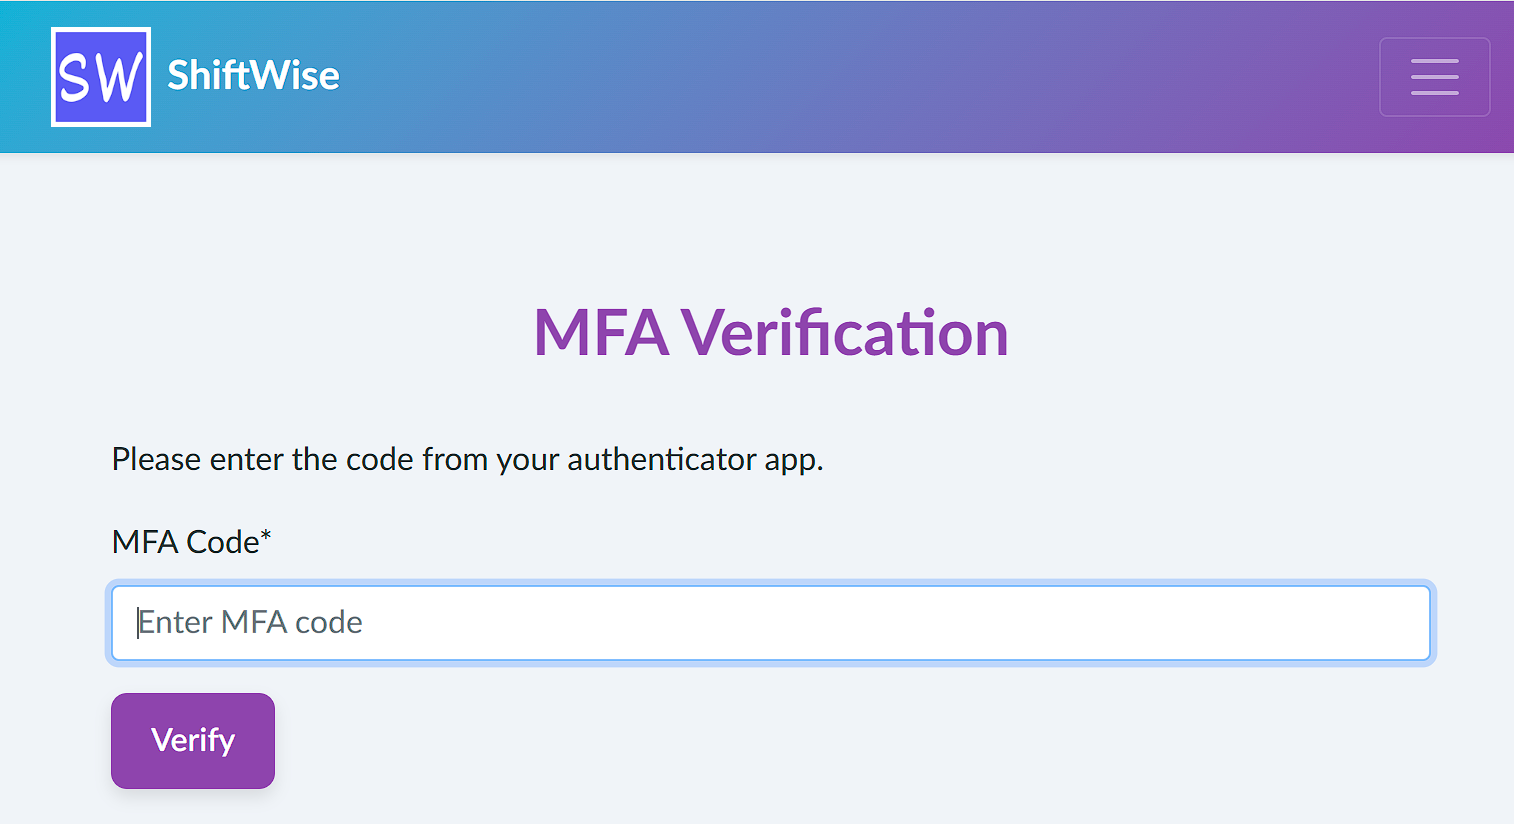 SW ShiftWise
MFA Verification
Please enter the code from your authenticator app.
MFA Code*
Enter MFA code
Verify